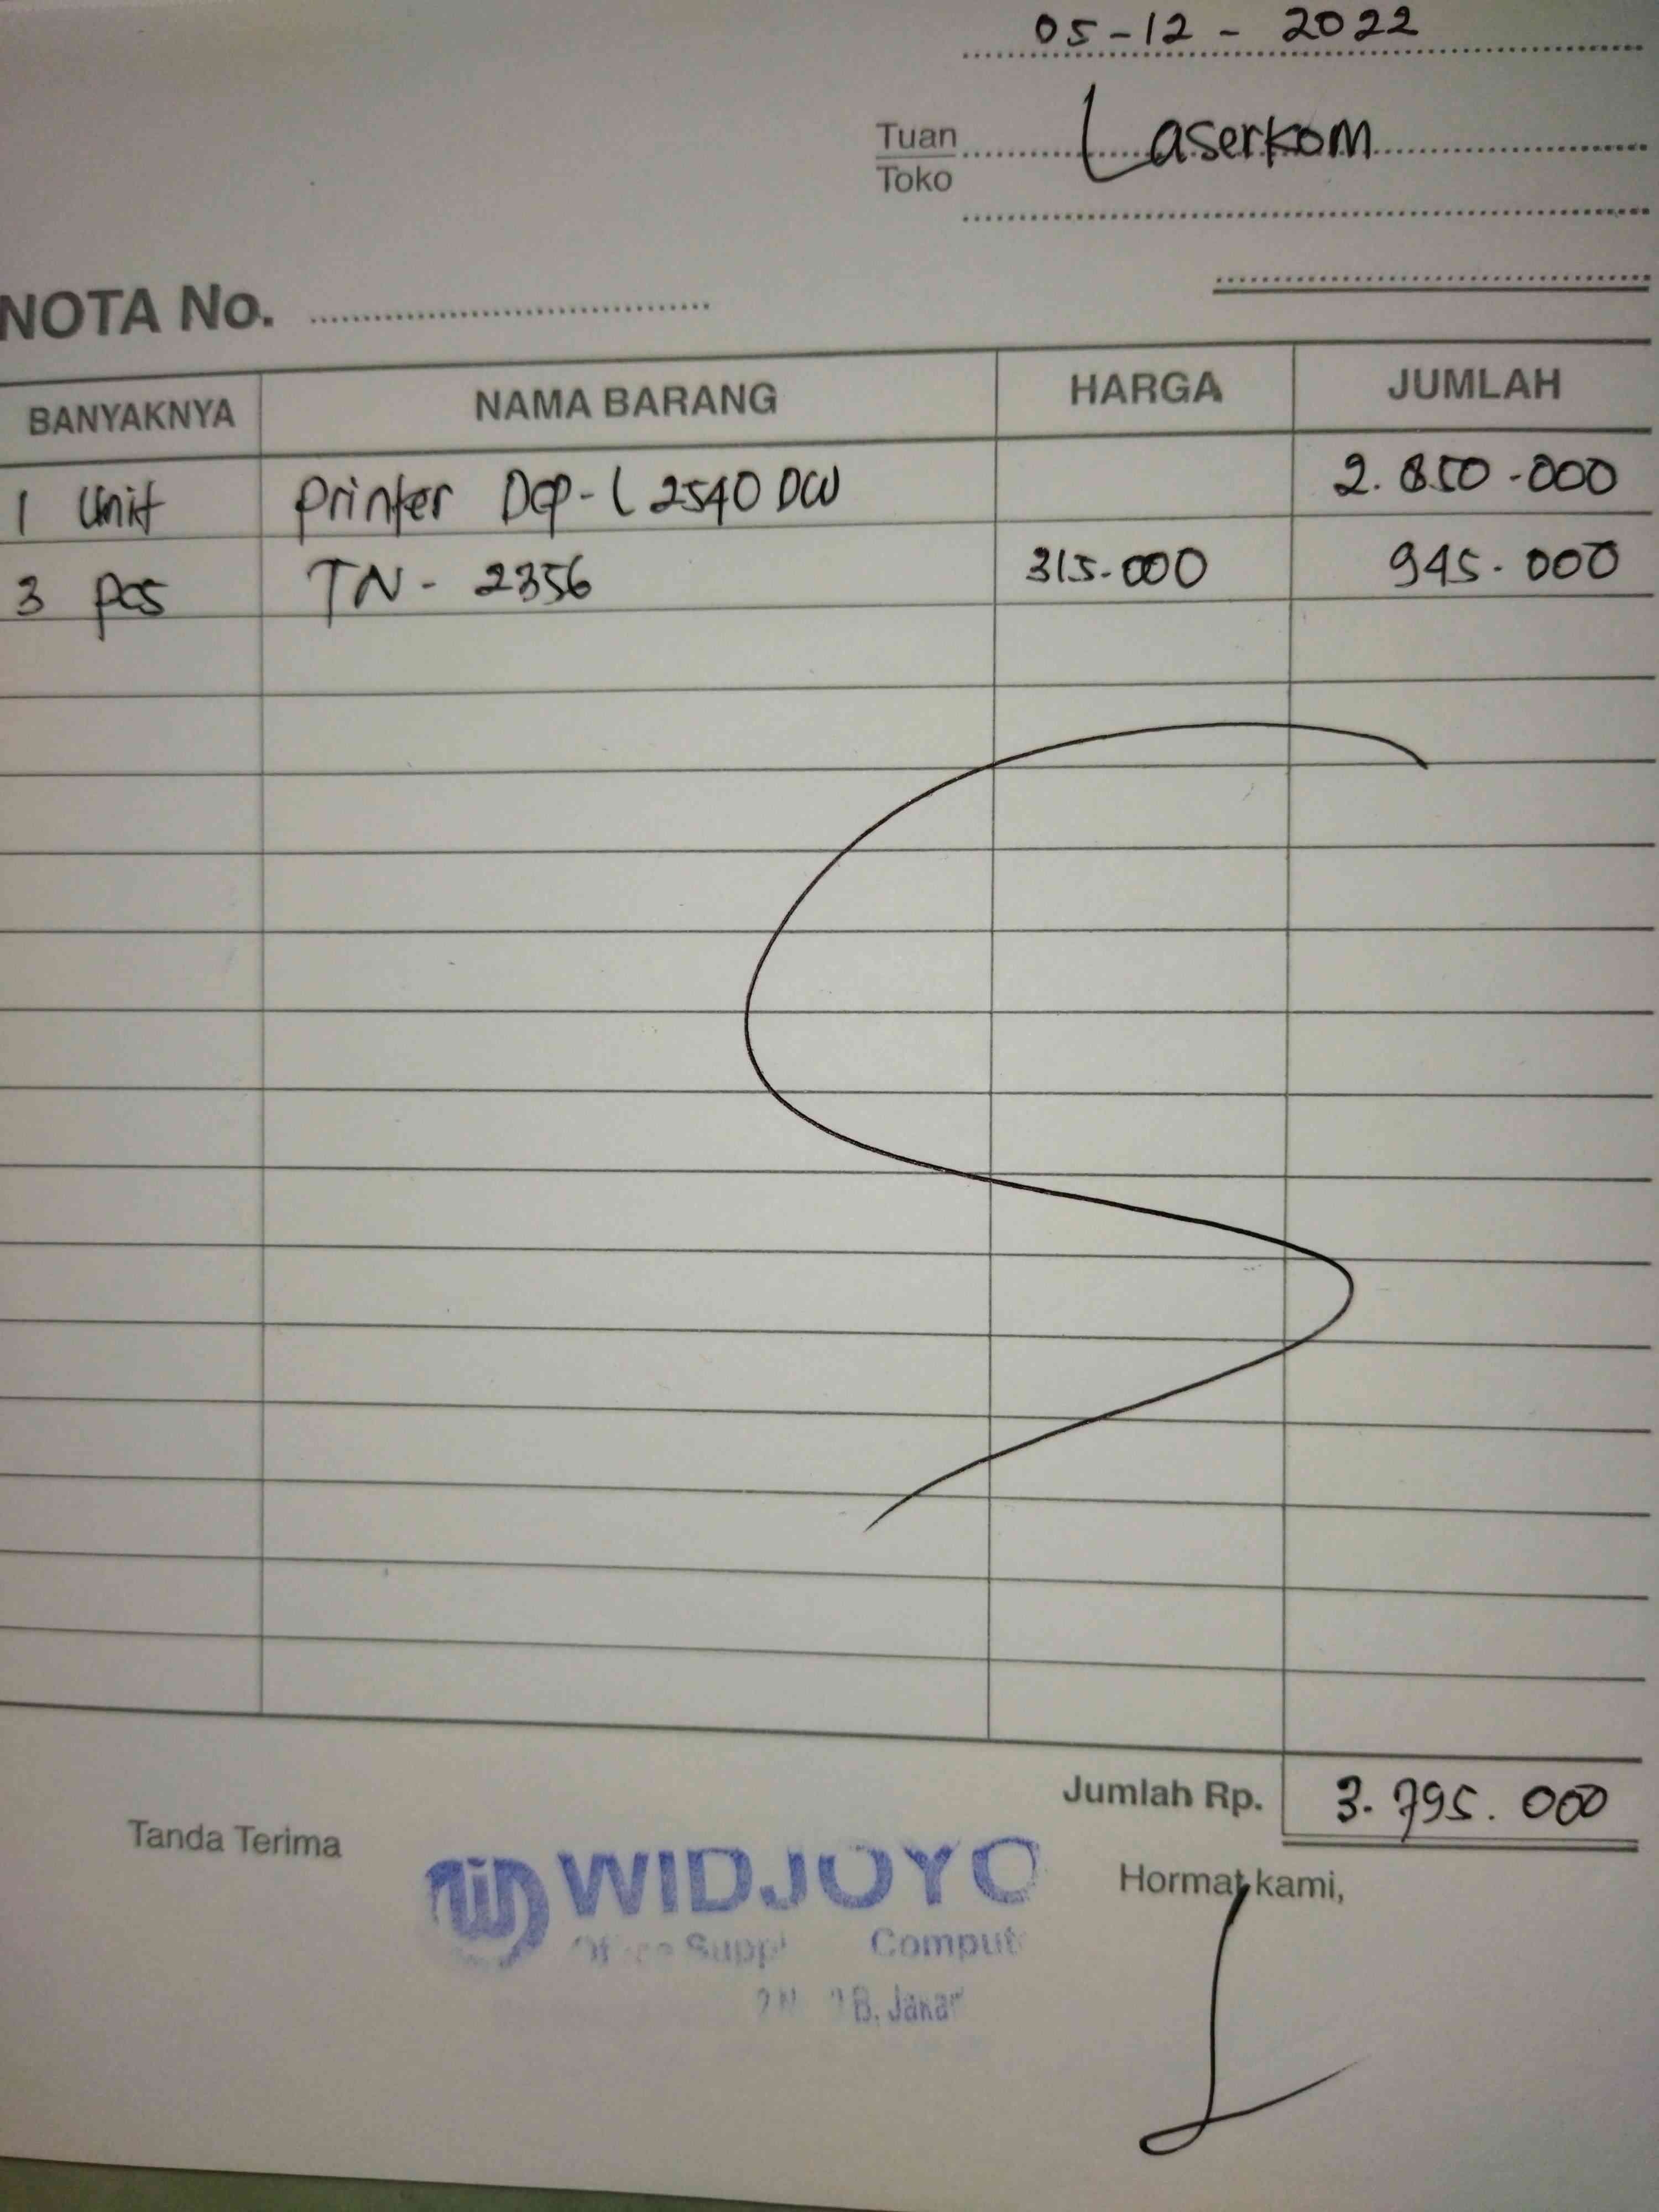 05-12-2022
Tuan Laserkom
Toko
NOTA No.
BANYAKNYA NAMA BARANG HARGA JUMLAH
1 Unit Printer DCP-L 2540 DW 2.850.000
3 pcs TN-2356 315.000 945.000
Jumlah Rp. 3.795.000
Tanda Terima
WIDJOYO
Hormat kami,